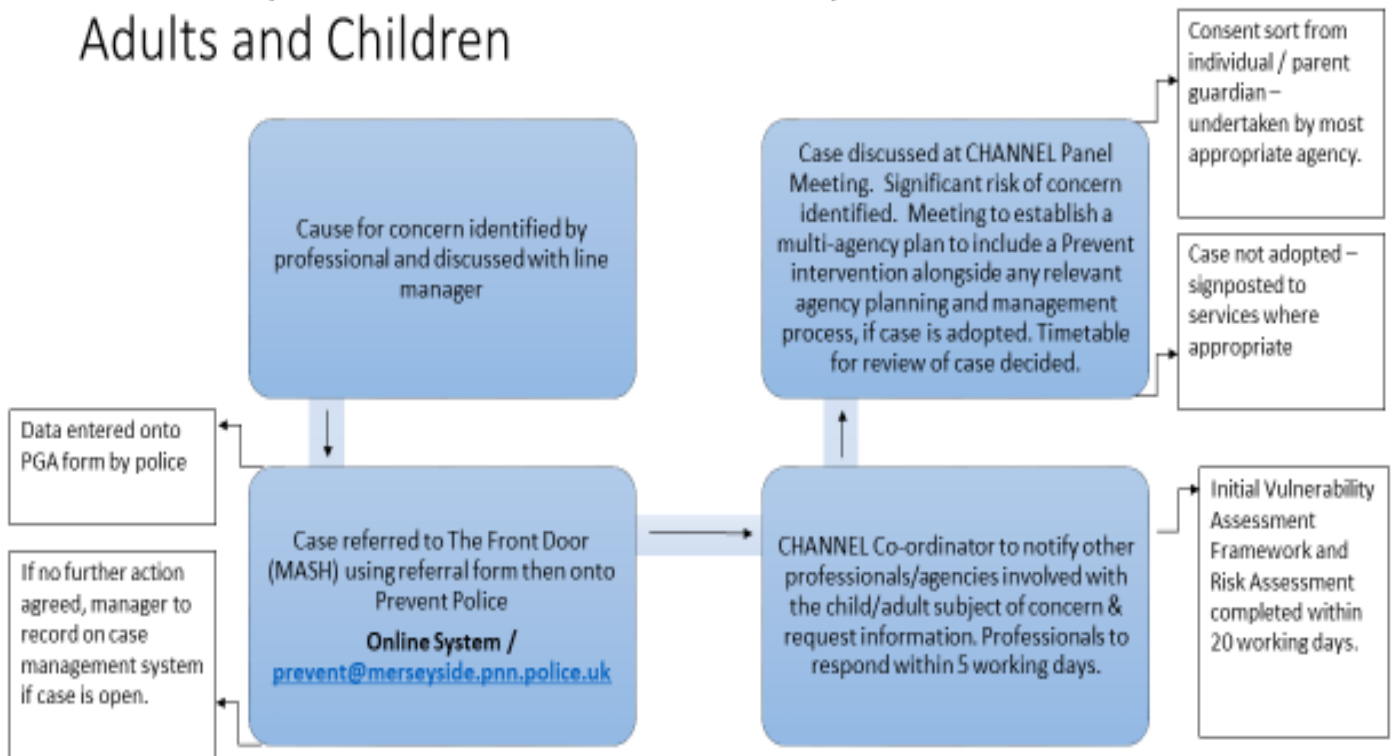 Adults and Children
Cause for concern identified by
professional and discussed with line
manager
Data entered onto
PGA form by police
If no further action
agreed, manager to
record on case
management system
if case is open.
Case referred to The Front Door
(MASH) using referral form then onto
Prevent Police
Online System /
prevent@merseyside.pnn.police.uk
CHANNEL Co-ordinator to notify other
professionals/agencies involved with
the child/adult subject of concern &
request information. Professionals to
respond within 5 working days.
Initial Vulnerability
Assessment
Framework and
Risk Assessment
completed within
20 working days.
Case discussed at CHANNEL Panel
Meeting. Significant risk of concern
identified. Meeting to establish a
multi-agency plan to include a Prevent
intervention alongside any relevant
agency planning and management
process, if case is adopted. Timetable
for review of case decided.
Consent sort from
individual / parent
guardian –
undertaken by most
appropriate agency.
Case not adopted –
signposted to
services where
appropriate